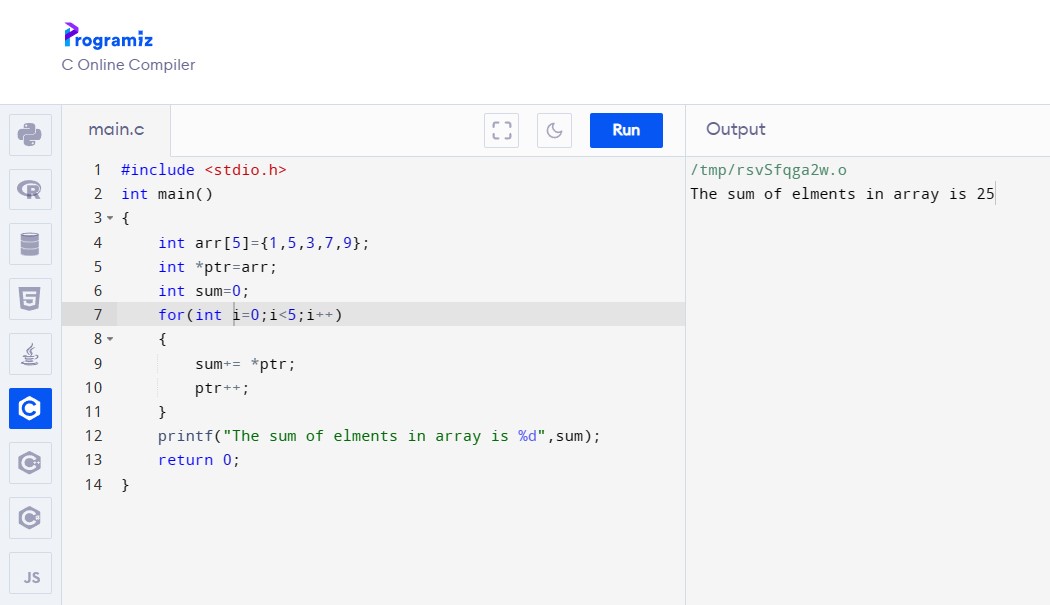 Programiz
C Online Compiler
main.c
Run
Output
1 #include <stdio.h>
2 int main()
3 {
4     int arr[5]={1,5,3,7,9};
5     int *ptr=arr;
6     int sum=0;
7     for(int i=0;i<5;i++)
8     {
9         sum+= *ptr;
10         ptr++;
11     }
12     printf("The sum of elments in array is %d",sum);
13     return 0;
14 }
/tmp/rsvSfqga2w.o
The sum of elments in array is 25
R
5
C
C
C
JS